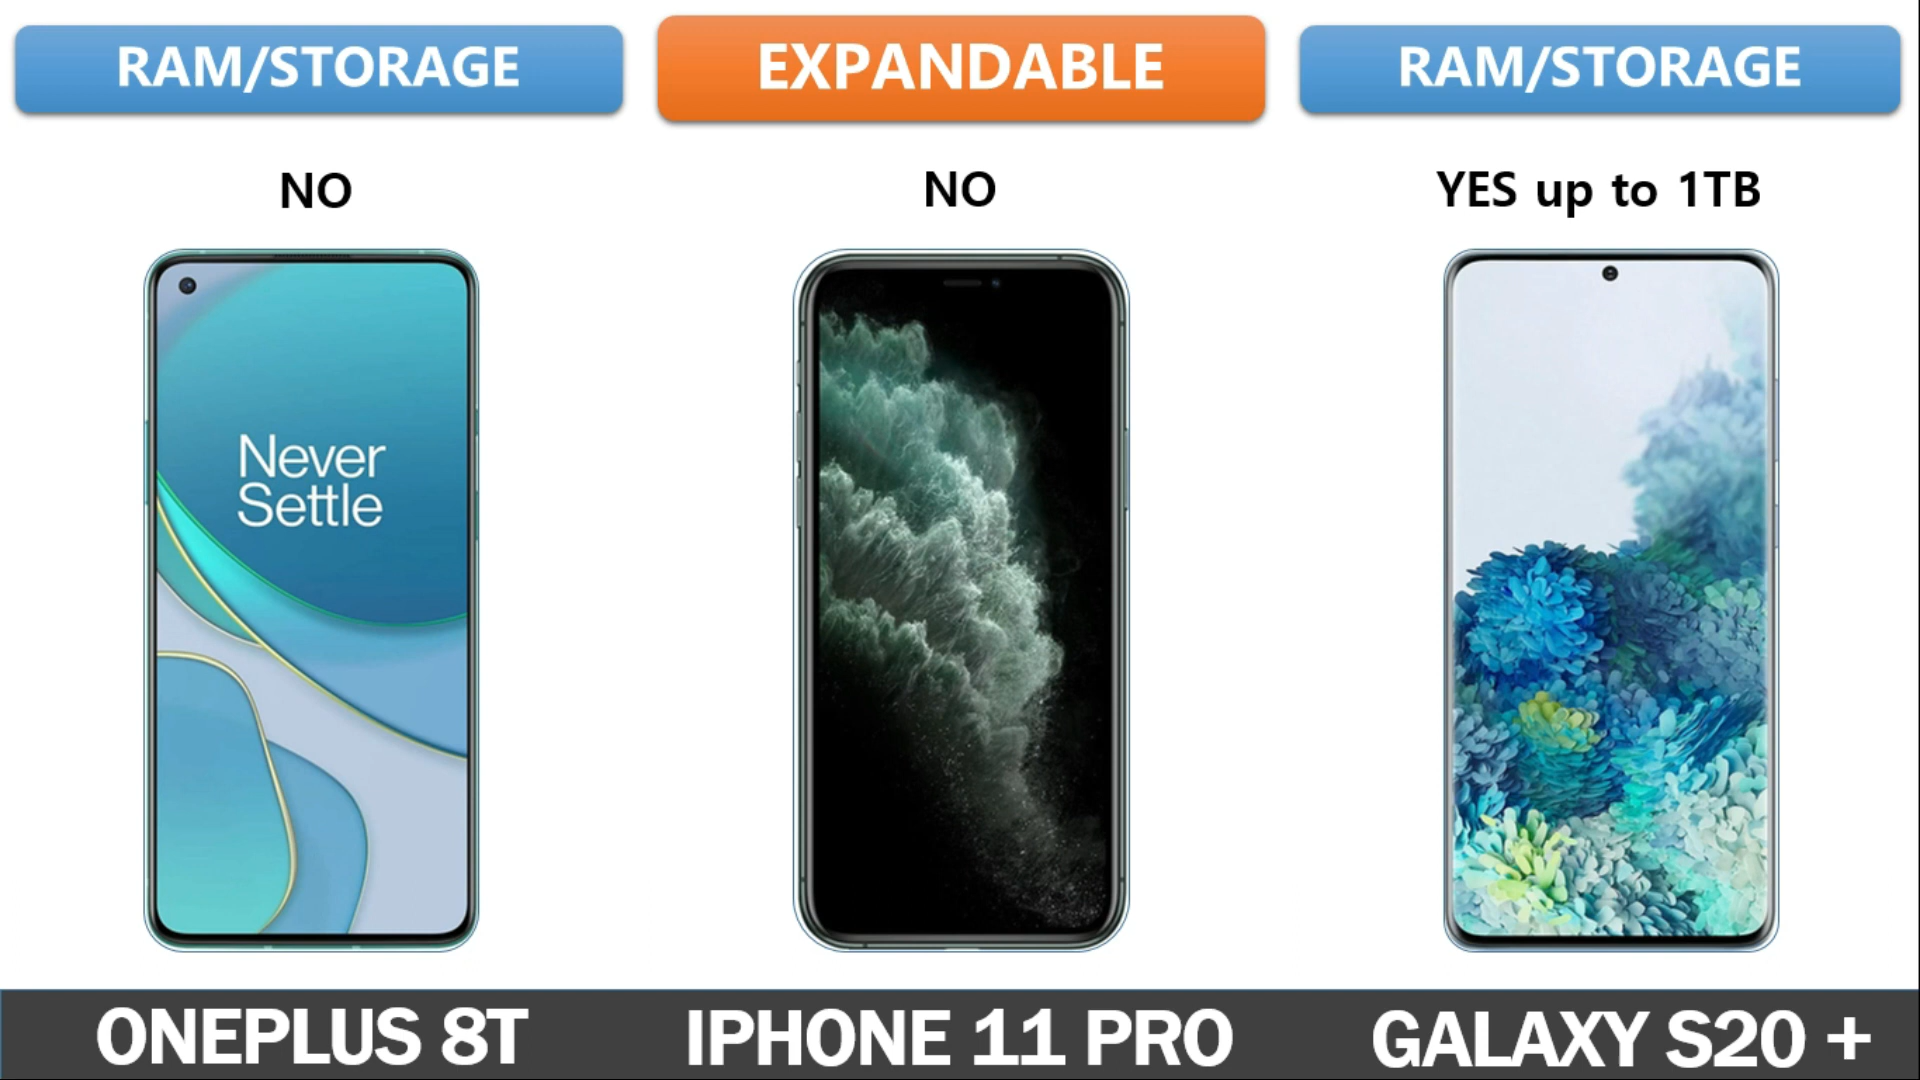 RAM/STORAGE
EXPANDABLE
RAM/STORAGE
NO
NO
YES up to 1TB
Never
Settle
ONEPLUS 8T
IPHONE 11 PRO
GALAXY S20 +